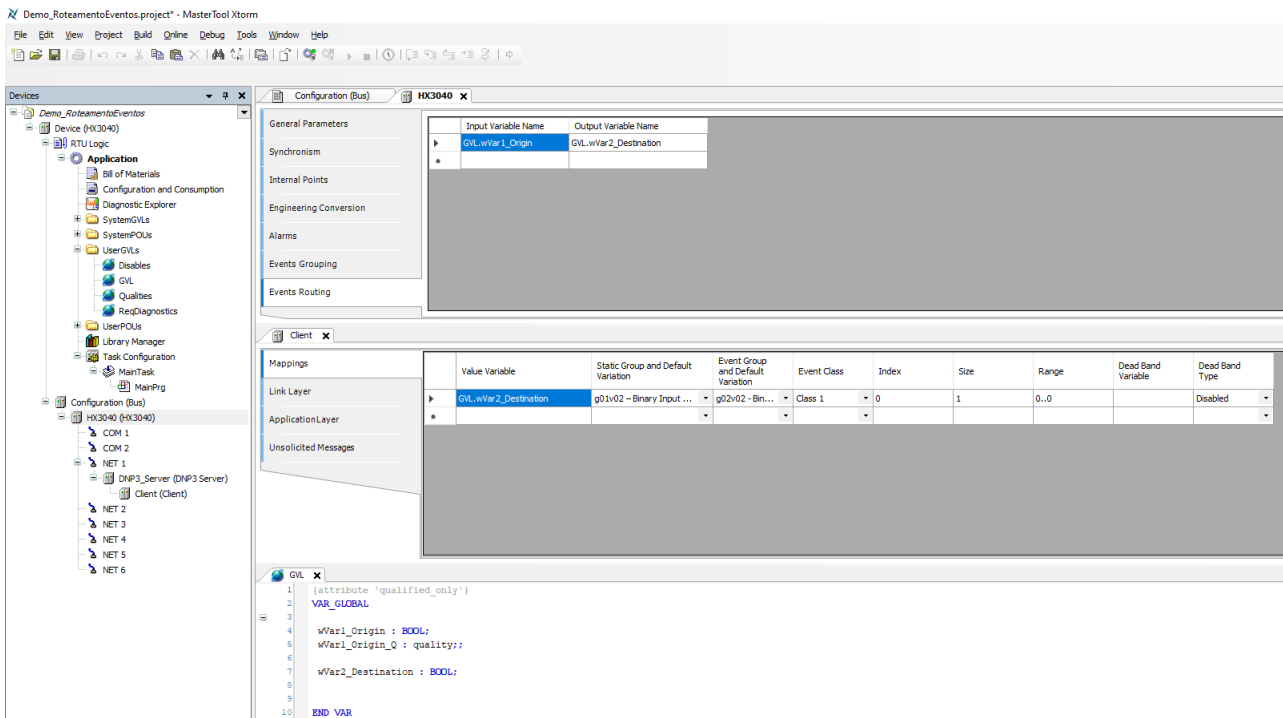 Demo_RoteamentoEventos.project* - MasterTool Xtorm
File Edit View Project Build Online Debug Tools Window Help
Devices
Demo_RoteamentoEventos
Device (HX3040)
RTU Logic
Application
Bill of Materials
Configuration and Consumption
Diagnostic Explorer
SystemGVLs
SystemPOUs
UserGVLs
Disables
GVL
Qualities
ReqDiagnostics
UserPOUs
Library Manager
Task Configuration
MainTask
MainPrg
Configuration (Bus)
HX3040 (HX3040)
COM 1
COM 2
NET 1
DNP3_Server (DNP3 Server)
Client (Client)
NET 2
NET 3
NET 4
NET 5
NET 6
Configuration (Bus) HX3040
General Parameters
Synchronism
Internal Points
Engineering Conversion
Alarms
Events Grouping
Events Routing
Input Variable Name Output Variable Name
GVL.wVar1_Origin GVL.wVar2_Destination
Client
Mappings
Link Layer
ApplicationLayer
Unsolicited Messages
Value Variable Static Group and Default Variation Event Group and Default Variation Event Class Index Size Range Dead Band Variable Dead Band Type
GVL.wVar2_Destination g01v02 – Binary Input ... g02v02 - Bin... Class 1 0 1 0..0 Disabled
GVL
1 {attribute 'qualified_only'}
2 VAR_GLOBAL
3
4 wVar1_Origin : BOOL;
5 wVar1_Origin_Q : quality;;
6
7 wVar2_Destination : BOOL;
8
9
10 END_VAR